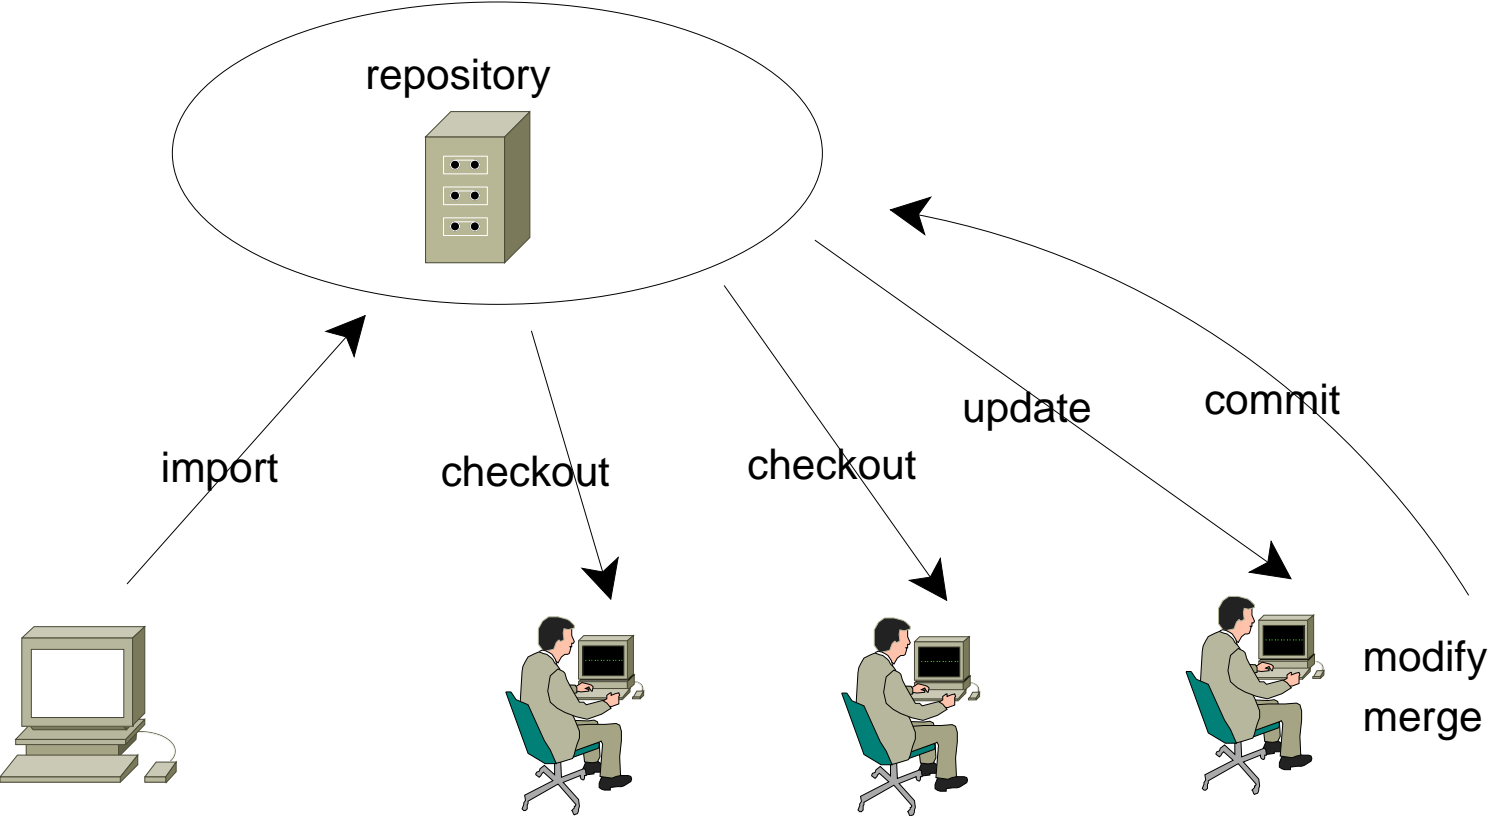 repository
import
checkout
checkout
update
commit
modify
merge